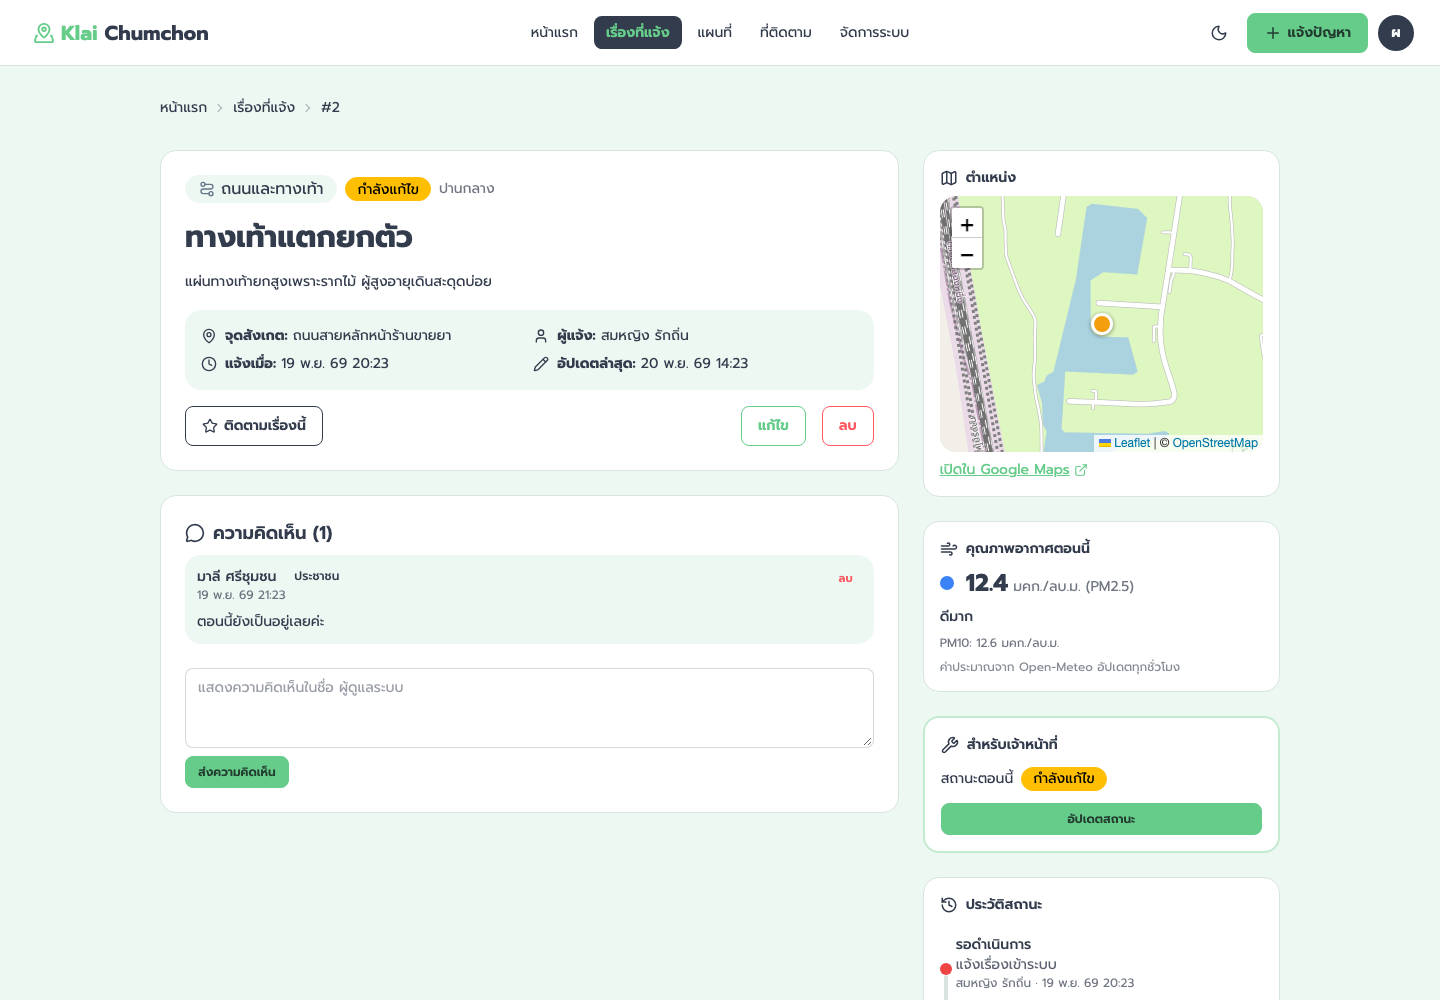 Klai Chumchon
หน้าแรก
เรื่องที่แจ้ง
แผนที่
ที่ติดตาม
จัดการระบบ
แจ้งปัญหา
ผ
หน้าแรก > เรื่องที่แจ้ง > #2
ถนนและทางเท้า กำลังแก้ไข ปานกลาง
ทางเท้าแตกยกตัว
แผ่นทางเท้ายกสูงเพราะรากไม้ ผู้สูงอายุเดินสะดุดบ่อย
จุดสังเกต: ถนนสายหลักหน้าร้านขายยา
ผู้แจ้ง: สมหญิง รักถิ่น
แจ้งเมื่อ: 19 พ.ย. 69 20:23
อัปเดตล่าสุด: 20 พ.ย. 69 14:23
ติดตามเรื่องนี้
แก้ไข
ลบ
ความคิดเห็น (1)
มาลี ศรีชุมชน ประชาชน
ลบ
19 พ.ย. 69 21:23
ตอนนี้ยังเป็นอยู่เลยค่ะ
แสดงความคิดเห็นในชื่อ ผู้ดูแลระบบ
ส่งความคิดเห็น
ตำแหน่ง
+
−
Leaflet | © OpenStreetMap
เปิดใน Google Maps
คุณภาพอากาศตอนนี้
12.4 มคก./ลบ.ม. (PM2.5)
ดีมาก
PM10: 12.6 มคก./ลบ.ม.
ค่าประมาณจาก Open-Meteo อัปเดตทุกชั่วโมง
สำหรับเจ้าหน้าที่
สถานะตอนนี้ กำลังแก้ไข
อัปเดตสถานะ
ประวัติสถานะ
รอดำเนินการ
แจ้งเรื่องเข้าระบบ
สมหญิง รักถิ่น · 19 พ.ย. 69 20:23